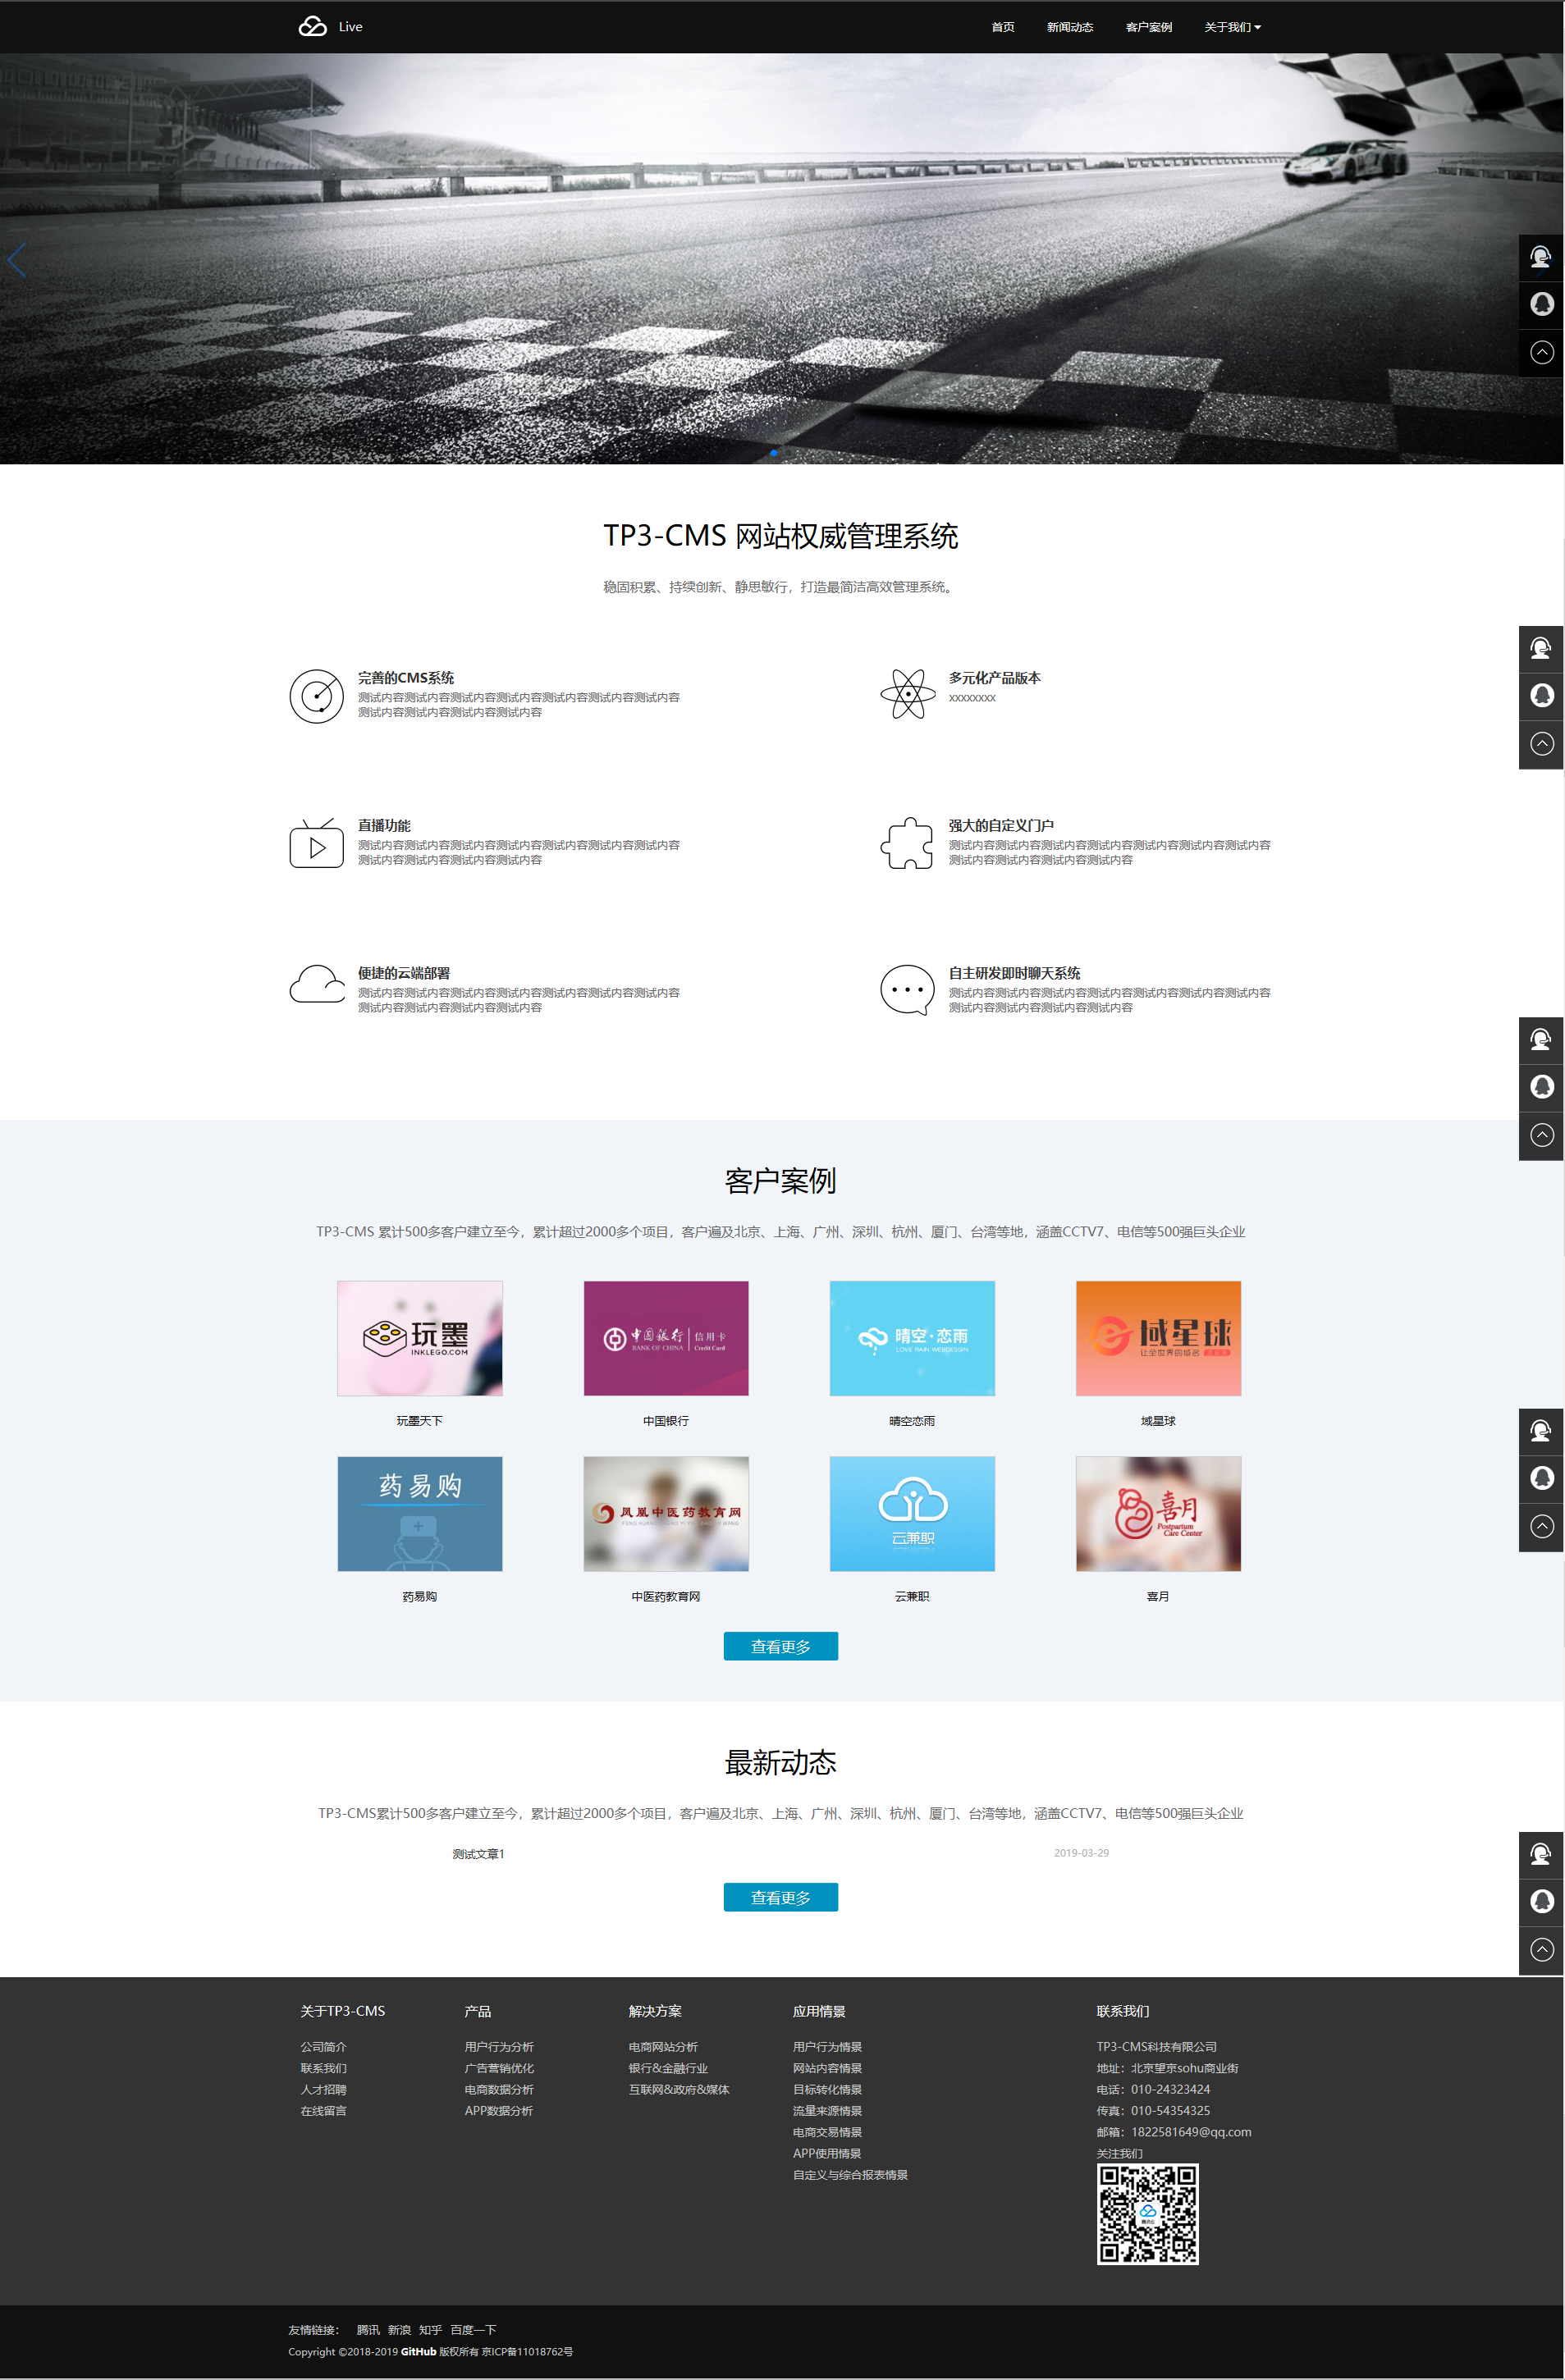 Live
首页 新闻动态 客户案例 关于我们
TP3-CMS 网站权威管理系统
稳固积累、持续创新、静思敏行，打造最简洁高效管理系统。
完善的CMS系统
测试内容测试内容测试内容测试内容测试内容测试内容测试内容
测试内容测试内容测试内容测试内容
多元化产品版本
xxxxxxxx
直播功能
测试内容测试内容测试内容测试内容测试内容测试内容测试内容
测试内容测试内容测试内容测试内容
强大的自定义门户
测试内容测试内容测试内容测试内容测试内容测试内容测试内容
测试内容测试内容测试内容测试内容
便捷的云端部署
测试内容测试内容测试内容测试内容测试内容测试内容测试内容
测试内容测试内容测试内容测试内容
自主研发即时聊天系统
测试内容测试内容测试内容测试内容测试内容测试内容测试内容
测试内容测试内容测试内容测试内容
客户案例
TP3-CMS 累计500多客户建立至今，累计超过2000多个项目，客户遍及北京、上海、广州、深圳、杭州、厦门、台湾等地，涵盖CCTV7、电信等500强巨头企业
玩墨
INKLEGO.COM
中国银行 信用卡
BANK OF CHINA Credit Card
晴空·恋雨
LOVE RAIN WEBDESIGN
域星球
让全世界的域名
玩墨天下 中国银行 晴空恋雨 域星球
药易购
凤凰中医药教育网
云兼职
喜月
Postpartum
Care Center
药易购 中医药教育网 云兼职 喜月
查看更多
最新动态
TP3-CMS累计500多客户建立至今，累计超过2000多个项目，客户遍及北京、上海、广州、深圳、杭州、厦门、台湾等地，涵盖CCTV7、电信等500强巨头企业
测试文章1 2019-03-29
查看更多
关于TP3-CMS
公司简介
联系我们
人才招聘
在线留言
产品
用户行为分析
广告营销优化
电商数据分析
APP数据分析
解决方案
电商网站分析
银行&金融行业
互联网&政府&媒体
应用情景
用户行为情景
网站内容情景
目标转化情景
流量来源情景
电商交易情景
APP使用情景
自定义与综合报表情景
联系我们
TP3-CMS科技有限公司
地址：北京望京sohu商业街
电话：010-24323424
传真：010-54354325
邮箱：1822581649@qq.com
关注我们
友情链接： 腾讯 新浪 知乎 百度一下
Copyright ©2018-2019 GitHub 版权所有 京ICP备11018762号